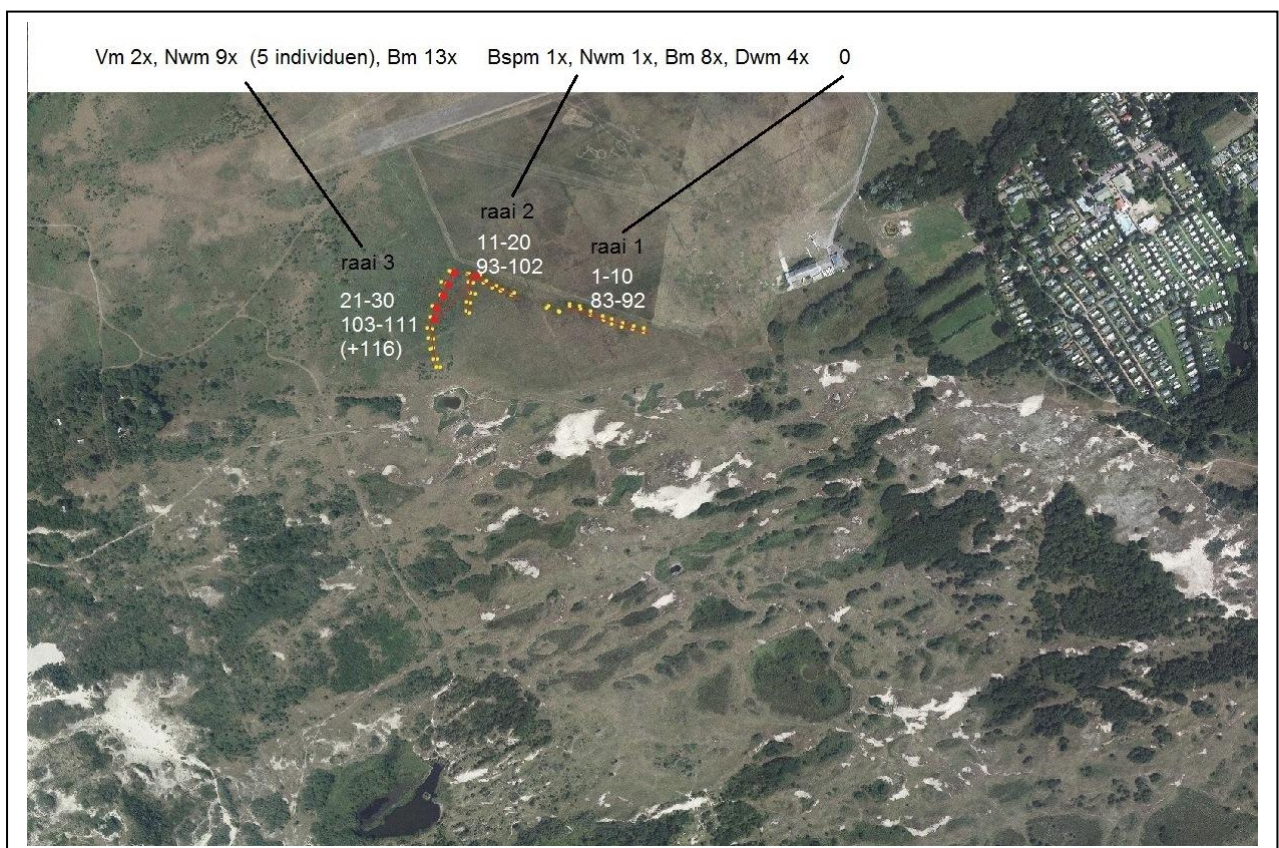 Vm 2x, Nwm 9x (5 individuen), Bm 13x
Bspm 1x, Nwm 1x, Bm 8x, Dwm 4x
0
raai 3
21-30
103-111
(+116)
raai 2
11-20
93-102
raai 1
1-10
83-92